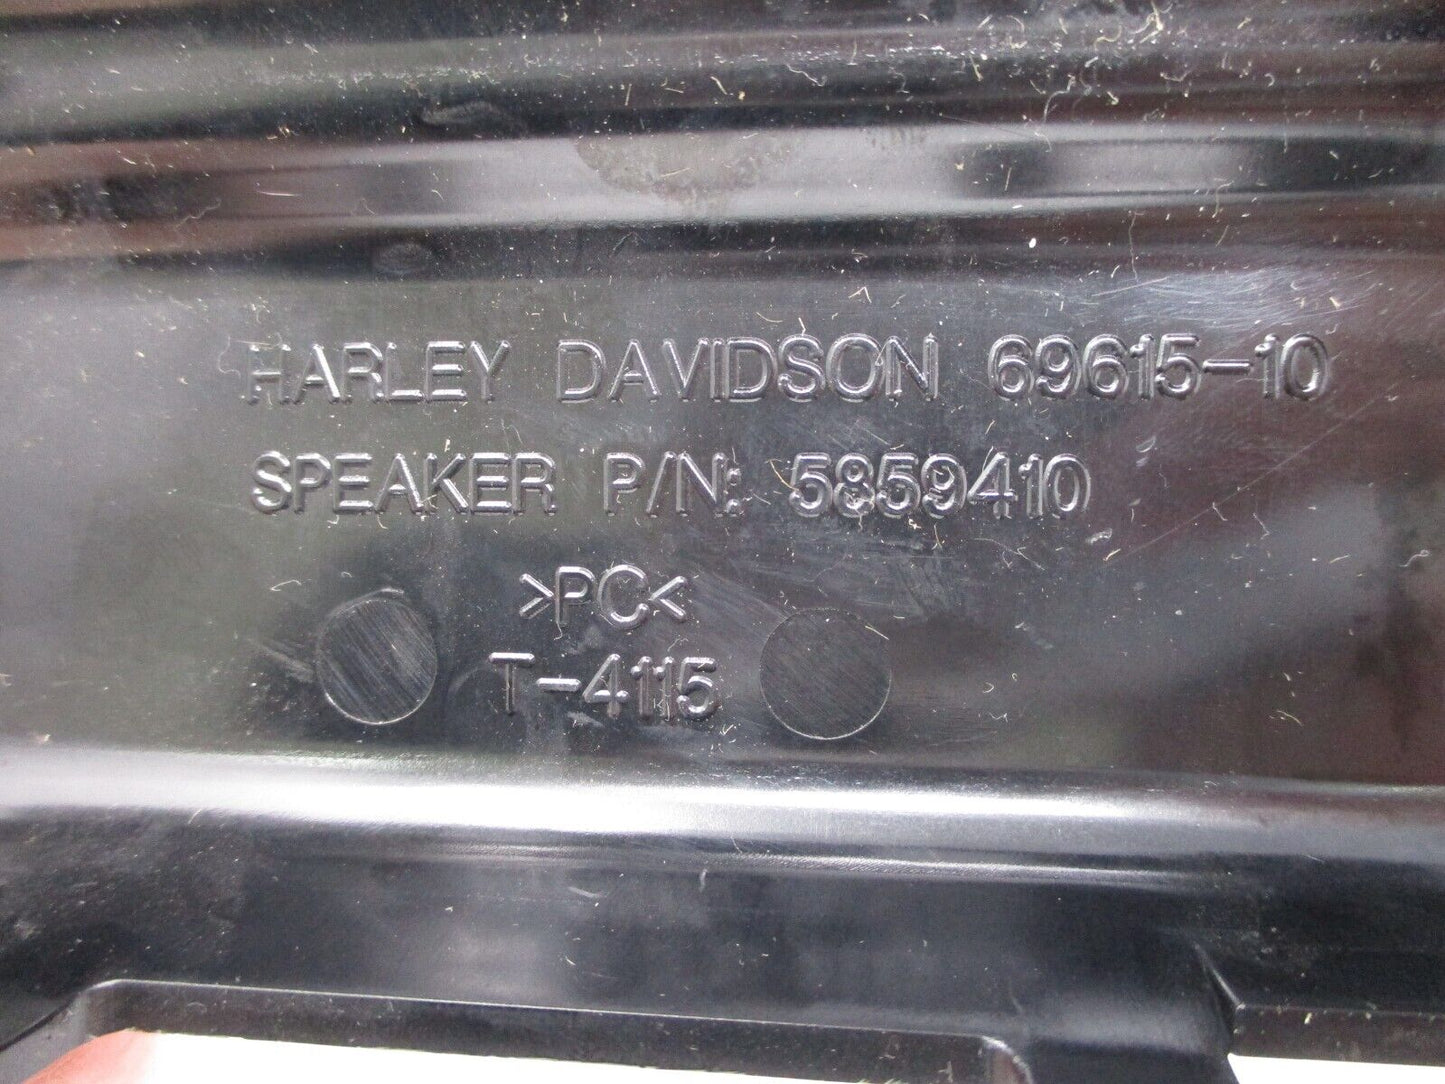 HARLEY DAVIDSON 69615-10
SPEAKER P/N: 5859410
>PC<
T-4115